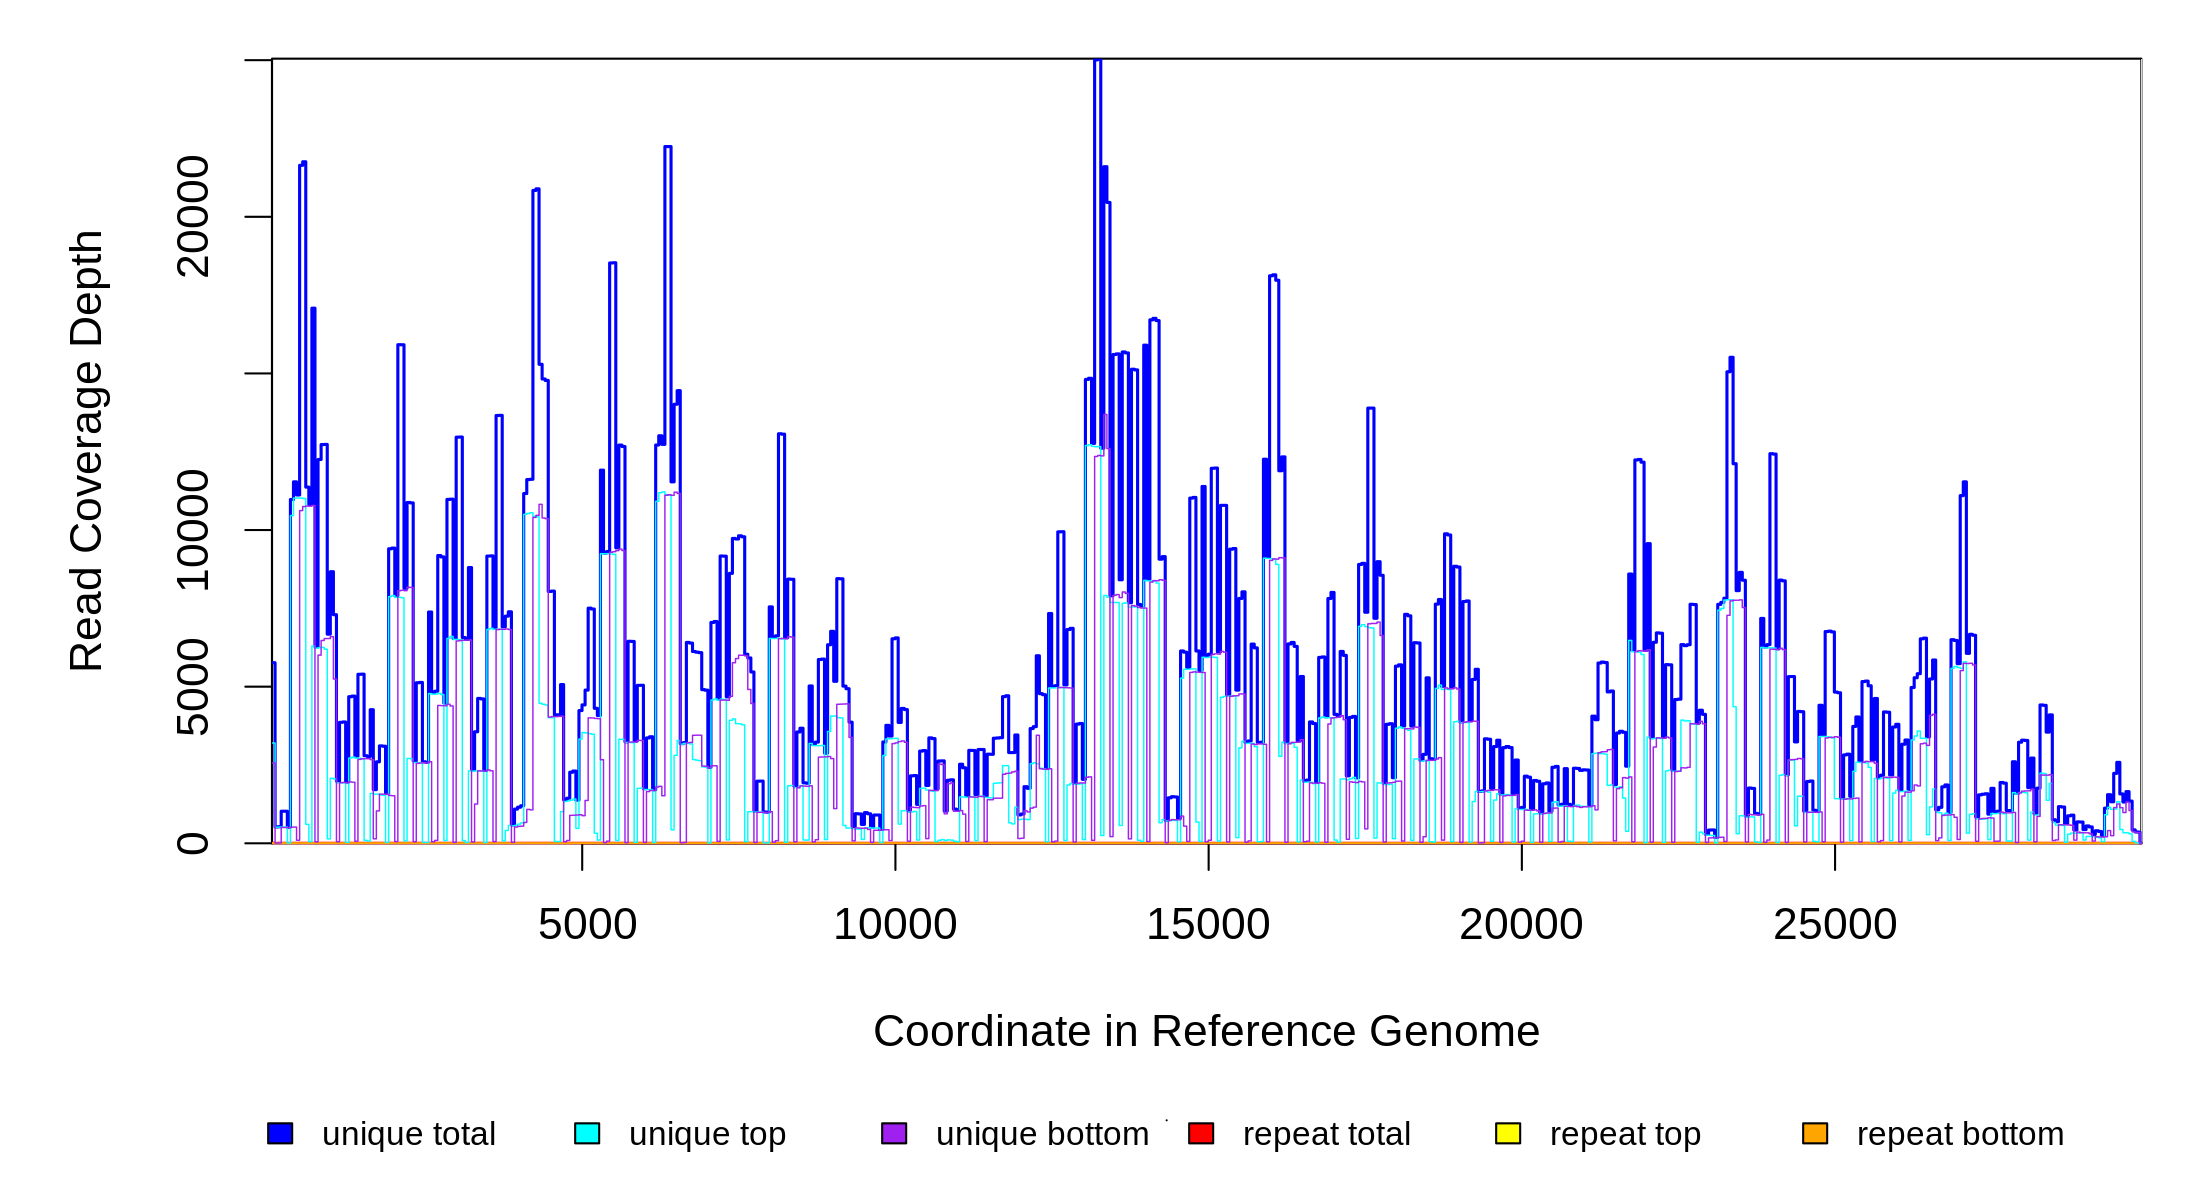 Read Coverage Depth
20000
10000
5000
0
5000 10000 15000 20000 25000
Coordinate in Reference Genome
unique total unique top unique bottom repeat total repeat top repeat bottom